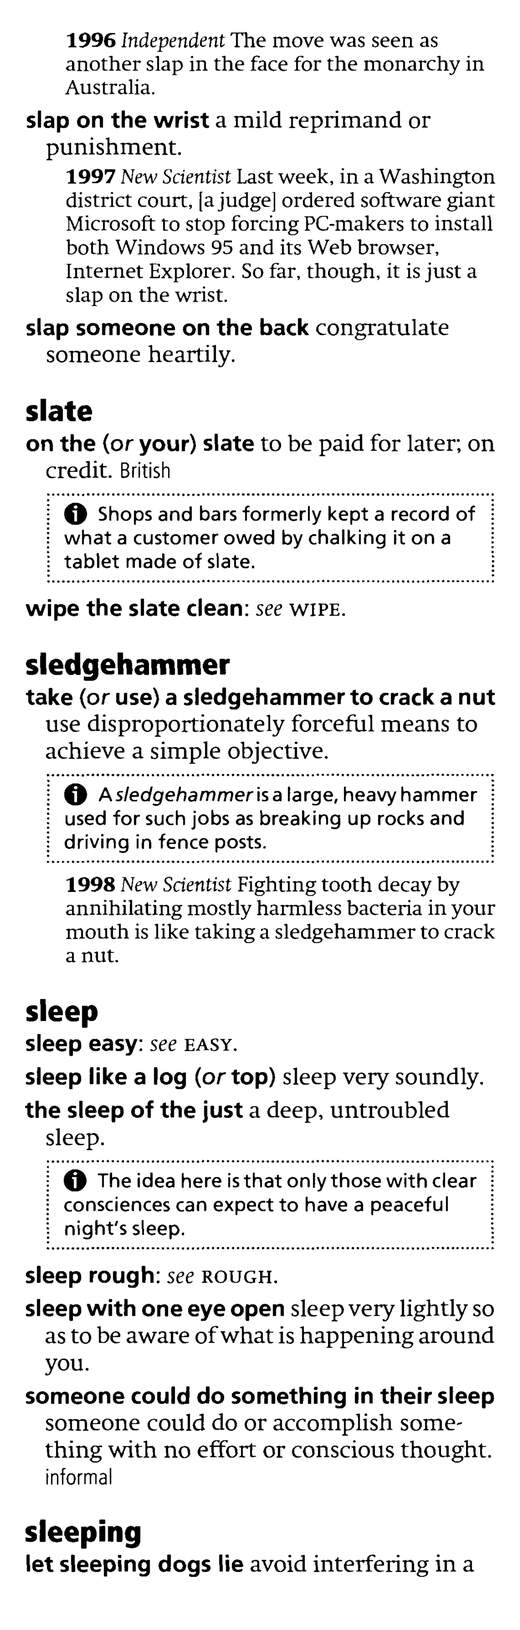 1996 Independent The move was seen as
another slap in the face for the monarchy in
Australia.
slap on the wrist a mild reprimand or
punishment.
1997 New Scientist Last week, in a Washington
district court, [a judge] ordered software giant
Microsoft to stop forcing PC-makers to install
both Windows 95 and its Web browser,
Internet Explorer. So far, though, it is just a
slap on the wrist.
slap someone on the back congratulate
someone heartily.
slate
on the (or your) slate to be paid for later; on
credit. British
Shops and bars formerly kept a record of
what a customer owed by chalking it on a
tablet made of slate.
wipe the slate clean: see WIPE.
sledgehammer
take (or use) a sledgehammer to crack a nut
use disproportionately forceful means to
achieve a simple objective.
A sledgehammer is a large, heavy hammer
used for such jobs as breaking up rocks and
driving in fence posts.
1998 New Scientist Fighting tooth decay by
annihilating mostly harmless bacteria in your
mouth is like taking a sledgehammer to crack
a nut.
sleep
sleep easy: see EASY.
sleep like a log (or top) sleep very soundly.
the sleep of the just a deep, untroubled
sleep.
The idea here is that only those with clear
consciences can expect to have a peaceful
night's sleep.
sleep rough: see ROUGH.
sleep with one eye open sleep very lightly so
as to be aware of what is happening around
you.
someone could do something in their sleep
someone could do or accomplish some-
thing with no effort or conscious thought.
informal
sleeping
let sleeping dogs lie avoid interfering in a